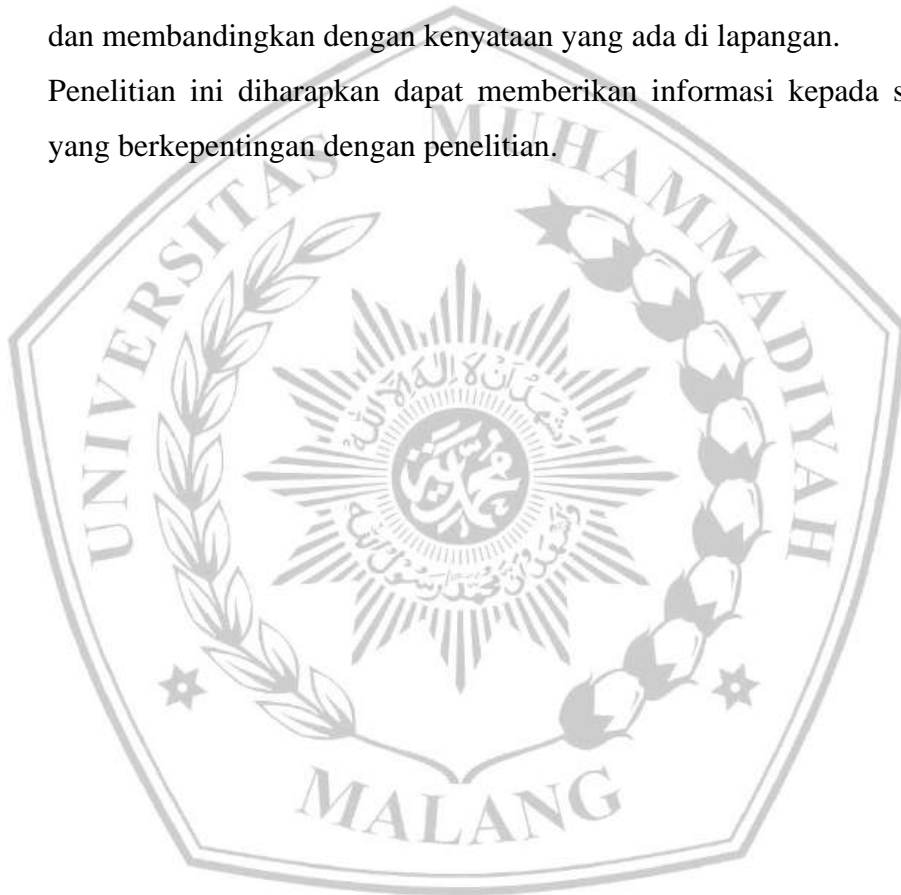 dan membandingkan dengan kenyataan yang ada di lapangan.
Penelitian ini diharapkan dapat memberikan informasi kepada
yang berkepentingan dengan penelitian.
UNIVERSITAS MUHAMMADIYAH
MALANG